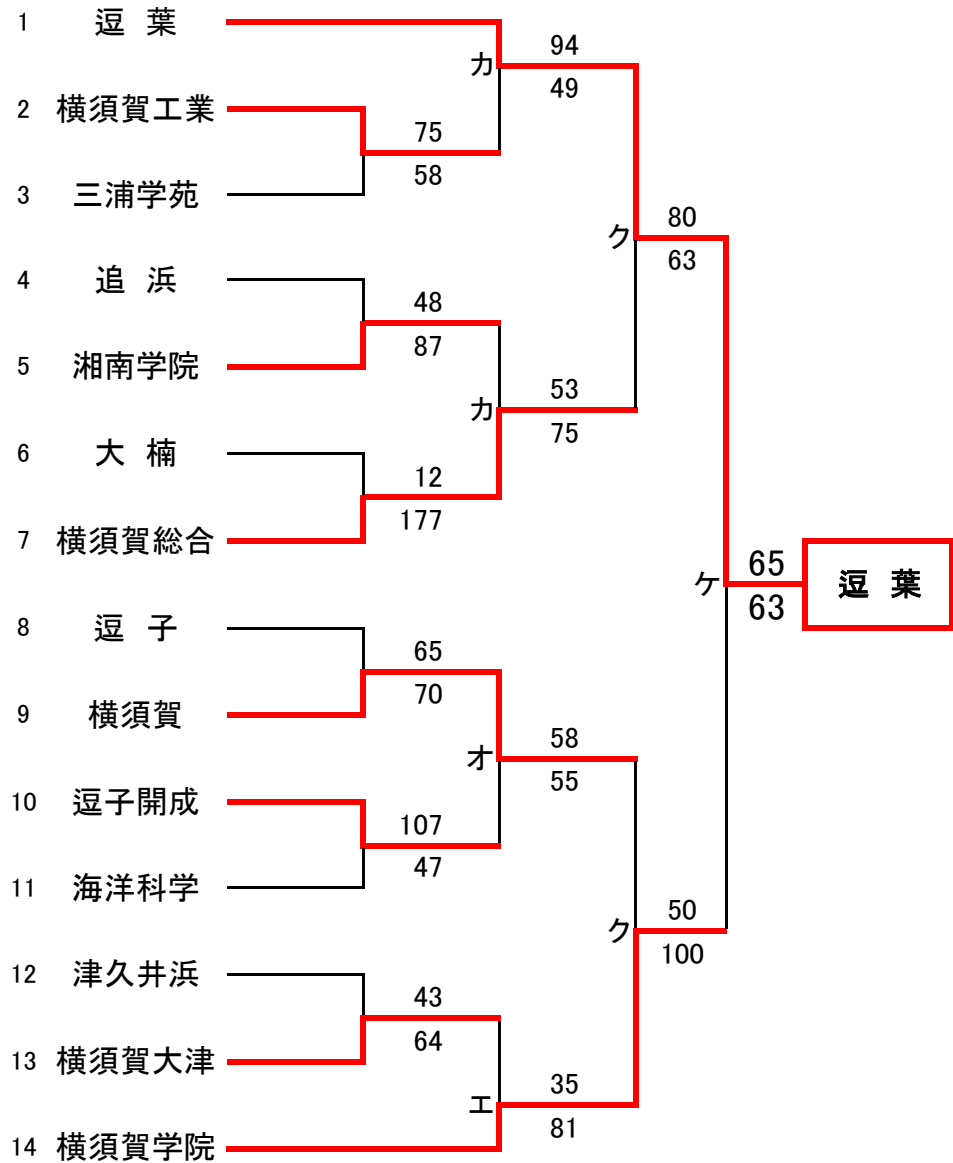 1 逗 葉
94
カ
49
2 横須賀工業
75
58
3 三浦学苑
80
ク
63
4 追 浜
48
87
5 湘南学院
53
カ
75
6 大 楠
12
177
7 横須賀総合
65
ケ
63
逗 葉
8 逗 子
65
70
9 横須賀
58
オ
55
10 逗子開成
107
47
11 海洋科学
50
ク
100
12 津久井浜
43
64
13 横須賀大津
35
エ
81
14 横須賀学院